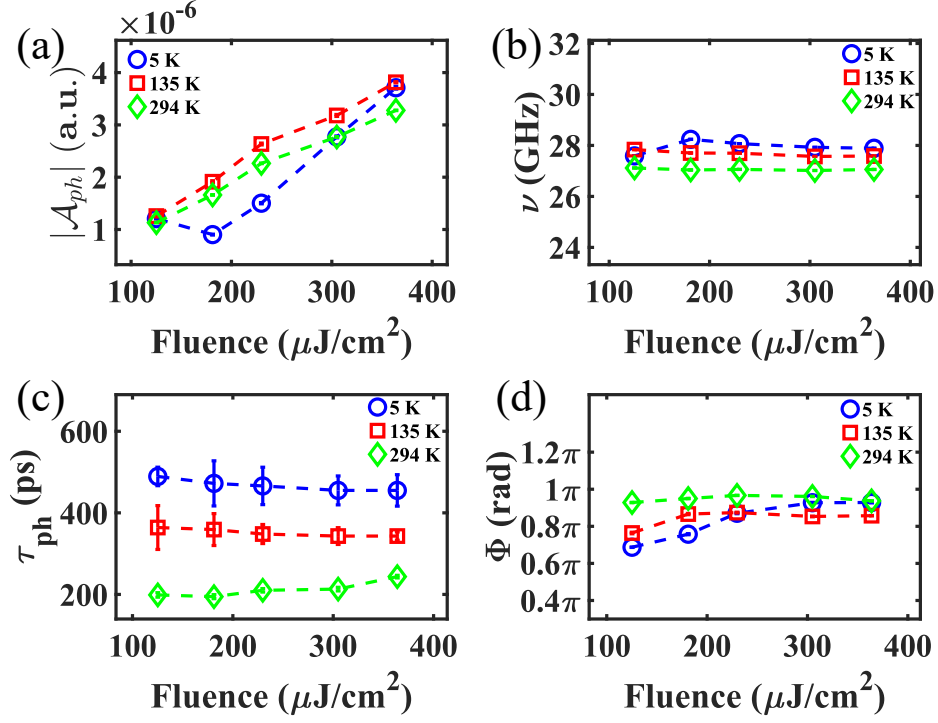 (a)
×10⁻⁶
5 K
135 K
294 K
4
3
2
1
|𝒜ₚₕ| (a.u.)
100 200 300 400
Fluence (μJ/cm²)
(b)
5 K
135 K
294 K
32
30
28
26
24
ν (GHz)
100 200 300 400
Fluence (μJ/cm²)
(c)
5 K
135 K
294 K
600
400
200
τₚₕ (ps)
100 200 300 400
Fluence (μJ/cm²)
(d)
5 K
135 K
294 K
1.2π
1π
0.8π
0.6π
0.4π
Φ (rad)
100 200 300 400
Fluence (μJ/cm²)